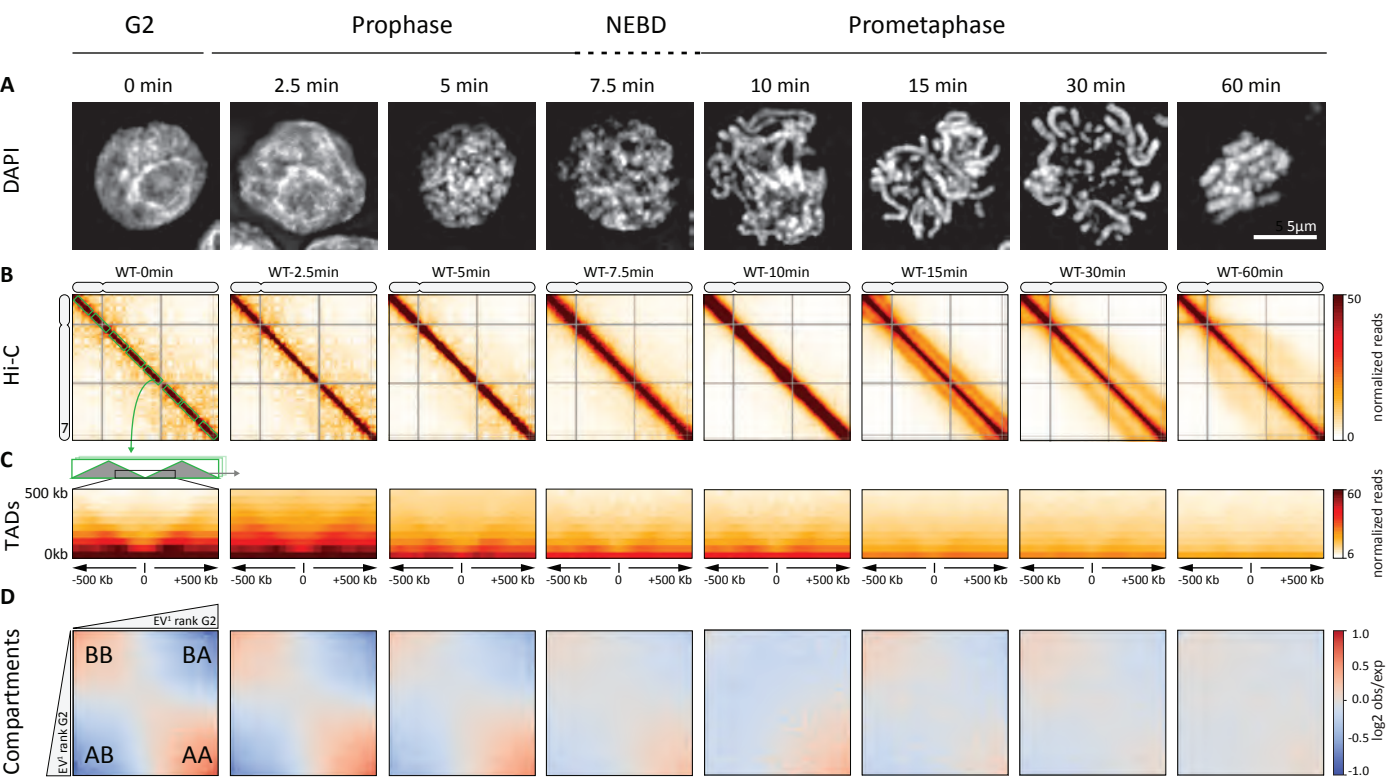 G2 Prophase NEBD Prometaphase
A 0 min 2.5 min 5 min 7.5 min 10 min 15 min 30 min 60 min
DAPI
5 5μm
B WT-0min WT-2.5min WT-5min WT-7.5min WT-10min WT-15min WT-30min WT-60min
Hi-C
7
50
normalized reads
0
C
TADs
500 kb
0kb
60
normalized reads
6
-500 Kb 0 +500 Kb -500 Kb 0 +500 Kb -500 Kb 0 +500 Kb -500 Kb 0 +500 Kb -500 Kb 0 +500 Kb -500 Kb 0 +500 Kb -500 Kb 0 +500 Kb -500 Kb 0 +500 Kb
D
EV¹ rank G2
Compartments
EV¹ rank G2
BB BA
AB AA
1.0
0.5
0.0
-0.5
-1.0
log2 obs/exp